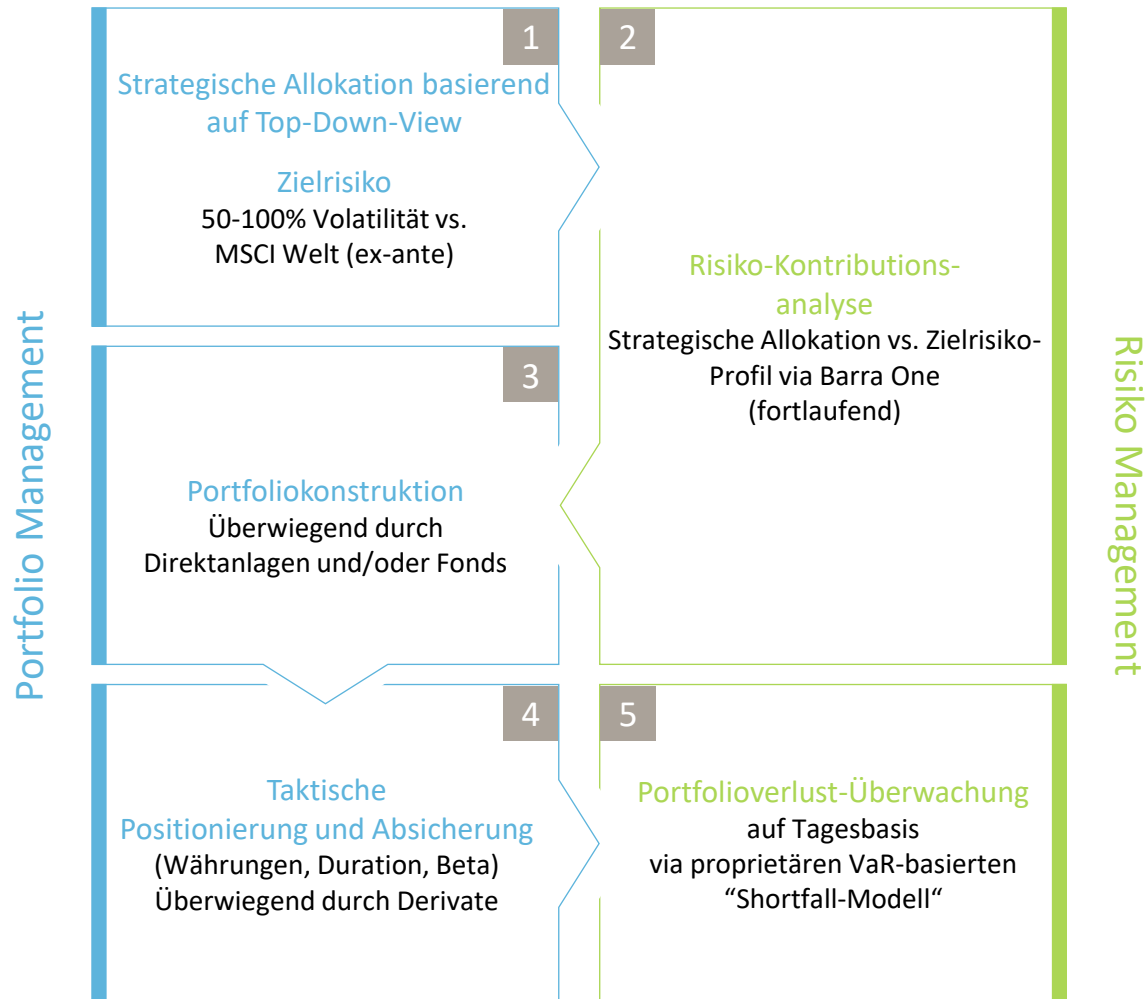 Portfolio Management
1
Strategische Allokation basierend
auf Top-Down-View
Zielrisiko
50-100% Volatilität vs.
MSCI Welt (ex-ante)
2
Risiko-Kontributions-
analyse
Strategische Allokation vs. Zielrisiko-
Profil via Barra One
(fortlaufend)
3
Portfoliokonstruktion
Überwiegend durch
Direktanlagen und/oder Fonds
4
Taktische
Positionierung und Absicherung
(Währungen, Duration, Beta)
Überwiegend durch Derivate
5
Portfolioverlust-Überwachung
auf Tagesbasis
via proprietären VaR-basierten
“Shortfall-Modell“
Risiko Management